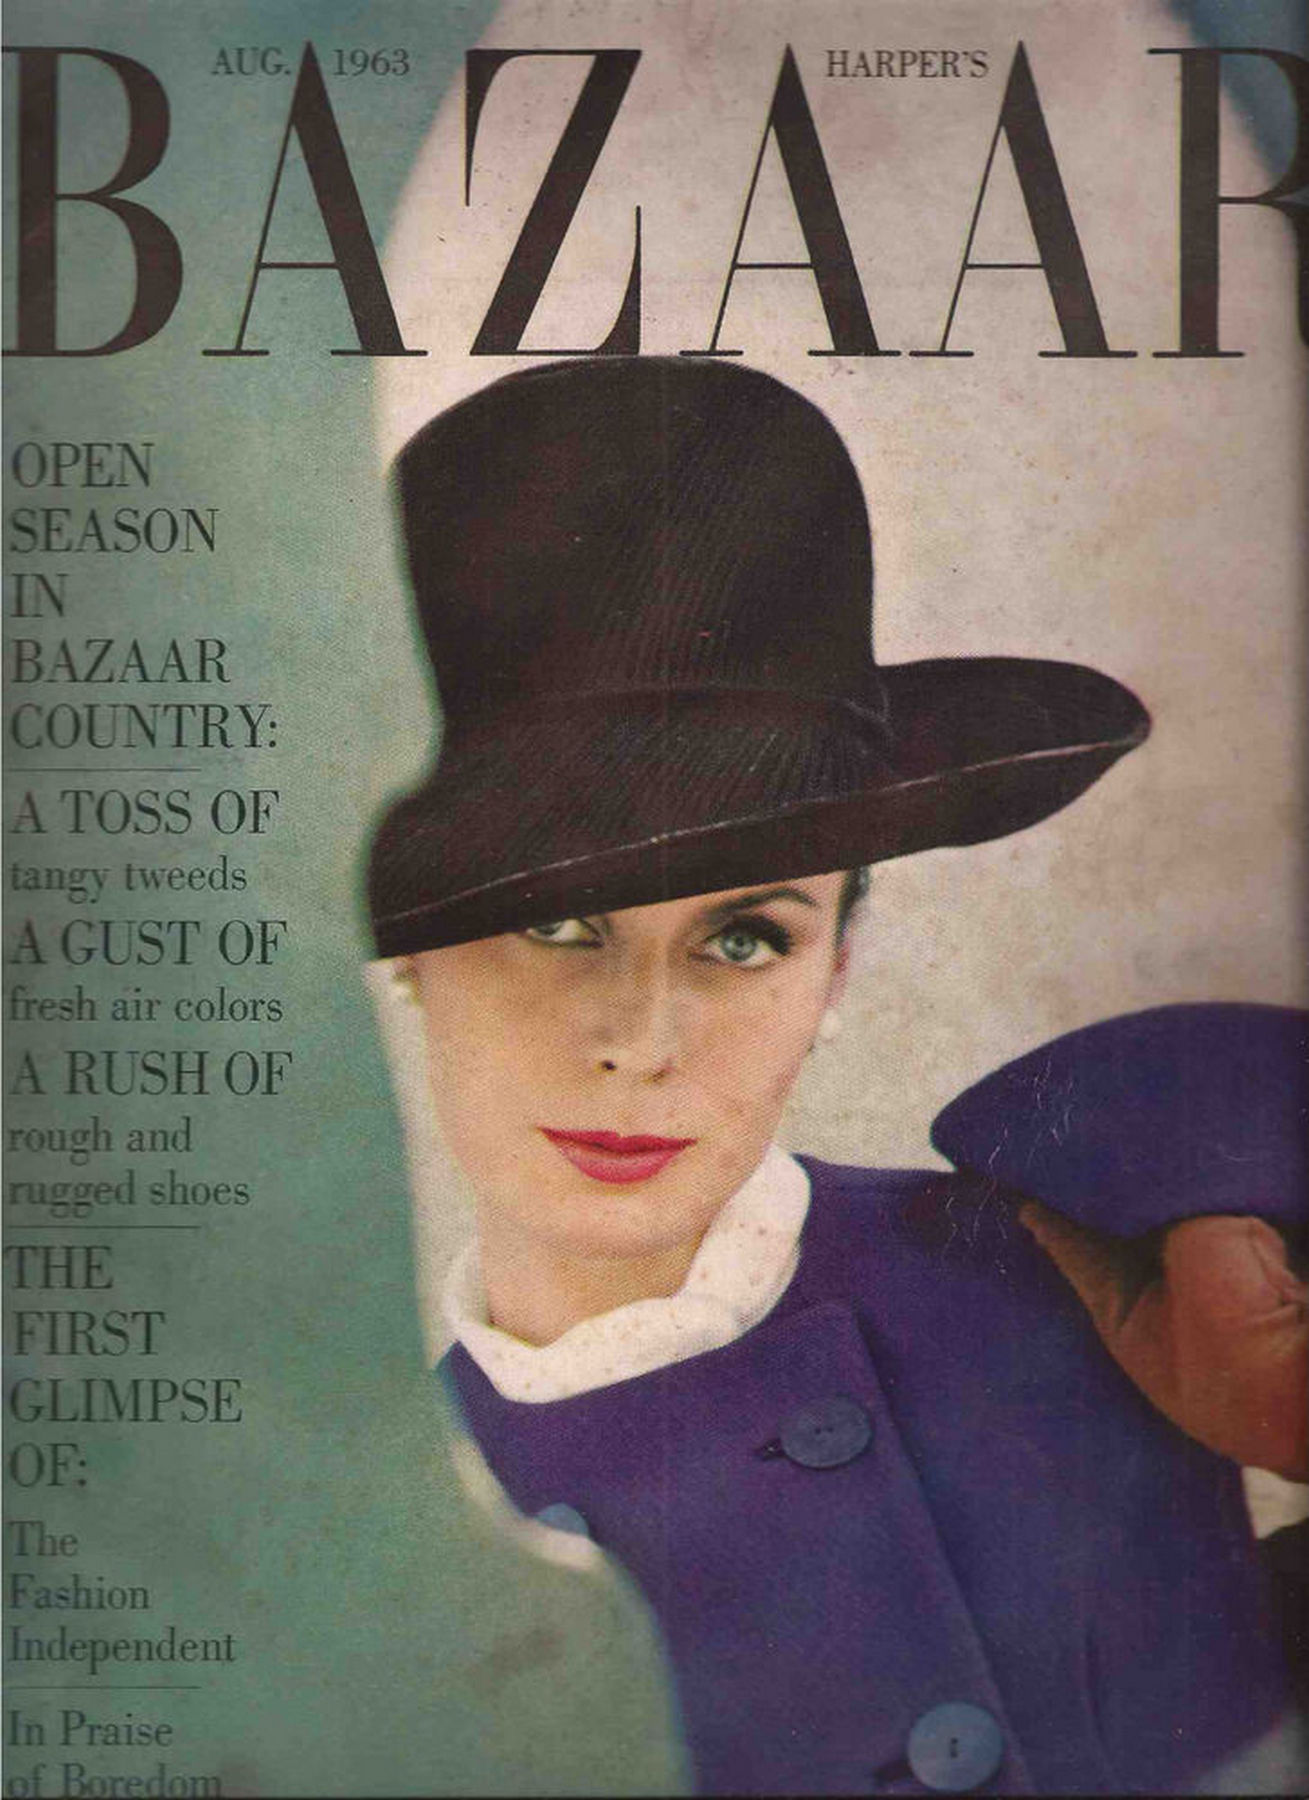 AUG. 1963 HARPER'S
BAZAAR
OPEN
SEASON
IN
BAZAAR
COUNTRY:
A TOSS OF
tangy tweeds
A GUST OF
fresh air colors
A RUSH OF
rough and
rugged shoes
THE
FIRST
GLIMPSE
OF:
The
Fashion
Independent
In Praise
of Boredom